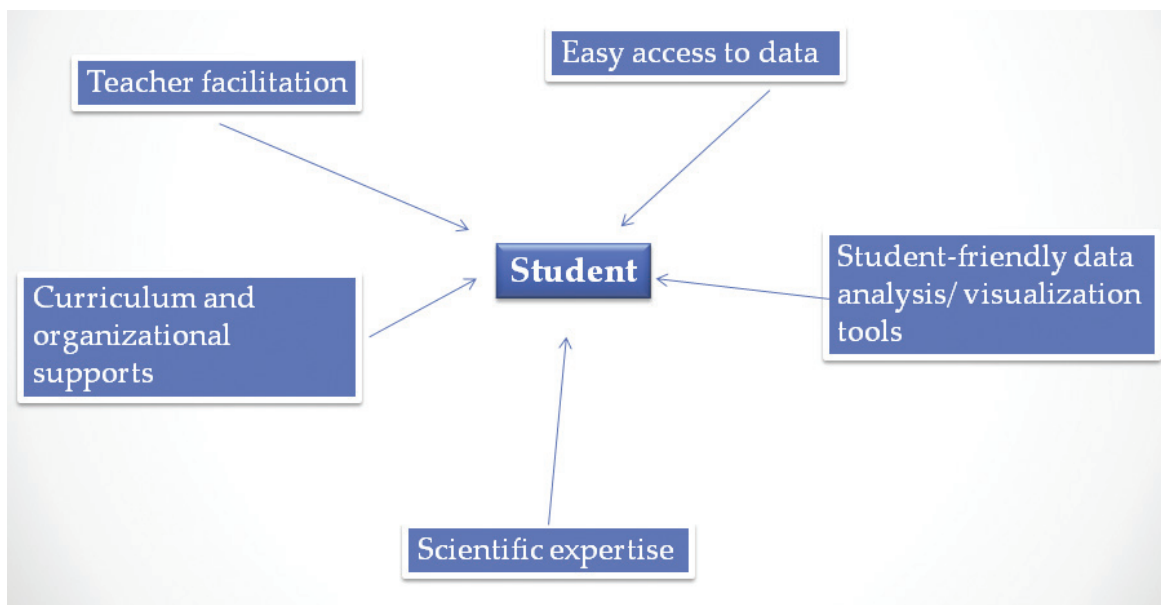 Easy access to data
Teacher facilitation
Student
Student-friendly data
analysis/ visualization
tools
Curriculum and
organizational
supports
Scientific expertise